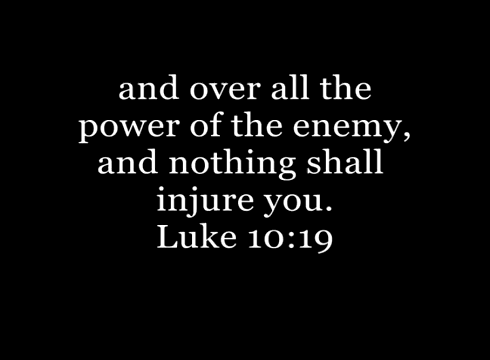 and over all the
power of the enemy,
and nothing shall
injure you.
Luke 10:19